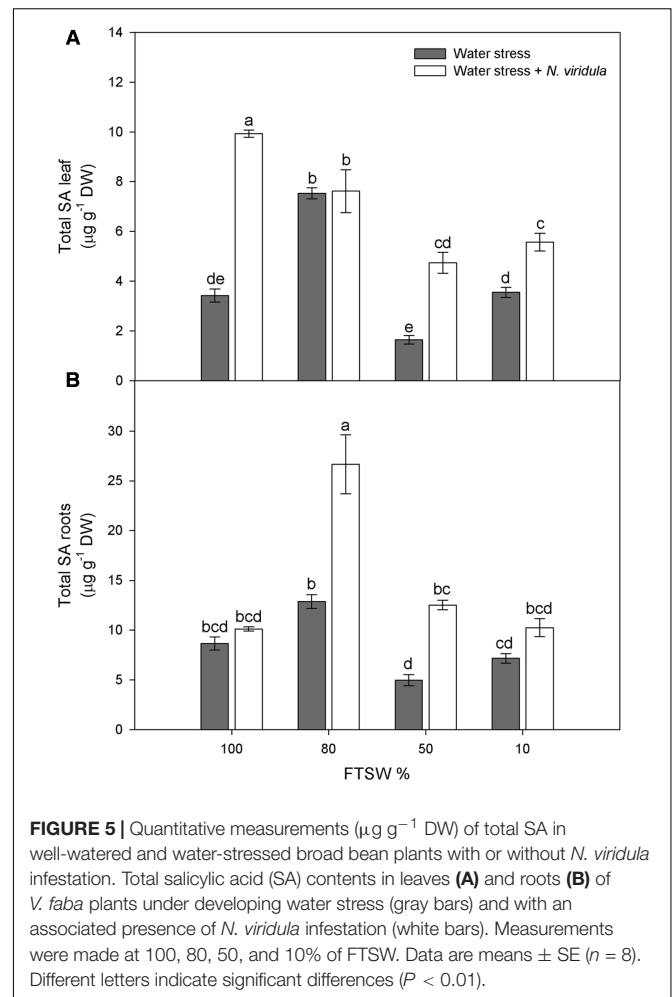 A
Water stress
Water stress + N. viridula
14
12
10
8
6
4
2
0
Total SA leaf
(µg g-1 DW)
de
a
b
b
e
cd
d
c
B
30
25
20
15
10
5
0
Total SA roots
(µg g-1 DW)
bcd
bcd
b
a
d
bc
cd
bcd
100
80
50
10
FTSW %
FIGURE 5 | Quantitative measurements (µg g−1 DW) of total SA in
well-watered and water-stressed broad bean plants with or without N. viridula
infestation. Total salicylic acid (SA) contents in leaves (A) and roots (B) of
V. faba plants under developing water stress (gray bars) and with an
associated presence of N. viridula infestation (white bars). Measurements
were made at 100, 80, 50, and 10% of FTSW. Data are means ± SE (n = 8).
Different letters indicate significant differences (P < 0.01).